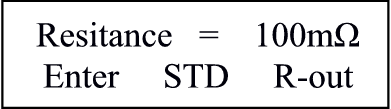 Resitance = 100mΩ
Enter STD R-out